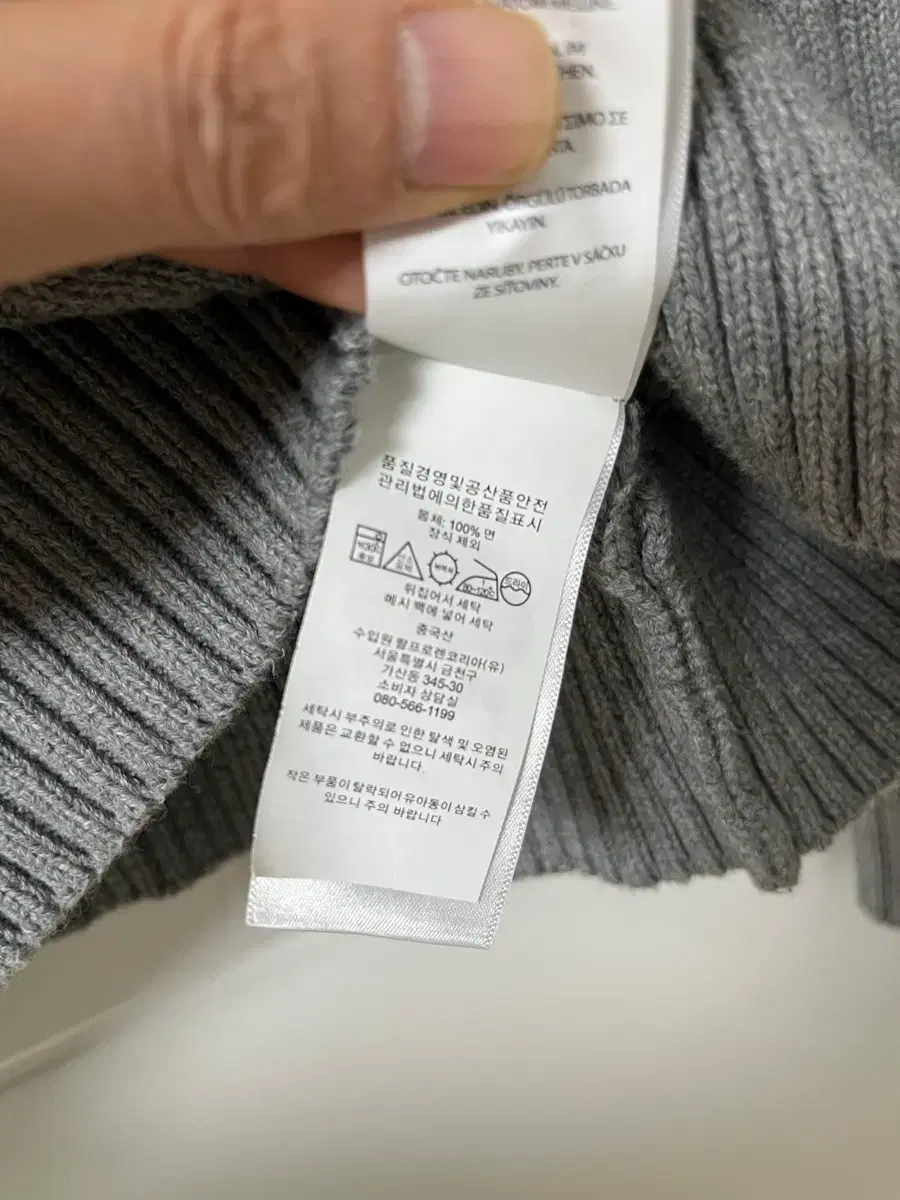 YIKAYIN.
OTOČTE NARUBY. PERTE V SÁČKU
ZE SÍŤOVINY.
품질경영및공산품안전
관리법에의한품질표시
몸체: 100% 면
장식 제외
80~120
드라이
뒤집어서 세탁
메시 백에 넣어 세탁
중국산
수입원 랄프로렌코리아(유)
서울특별시 금천구
가산동 345-30
소비자 상담실
080-566-1199
세탁시 부주의로 인한 탈색 및 오염된
제품은 교환할 수 없으니 세탁시 주의
바랍니다.
작은 부품이 탈락되어 유아동이 삼킬 수
있으니 주의 바랍니다